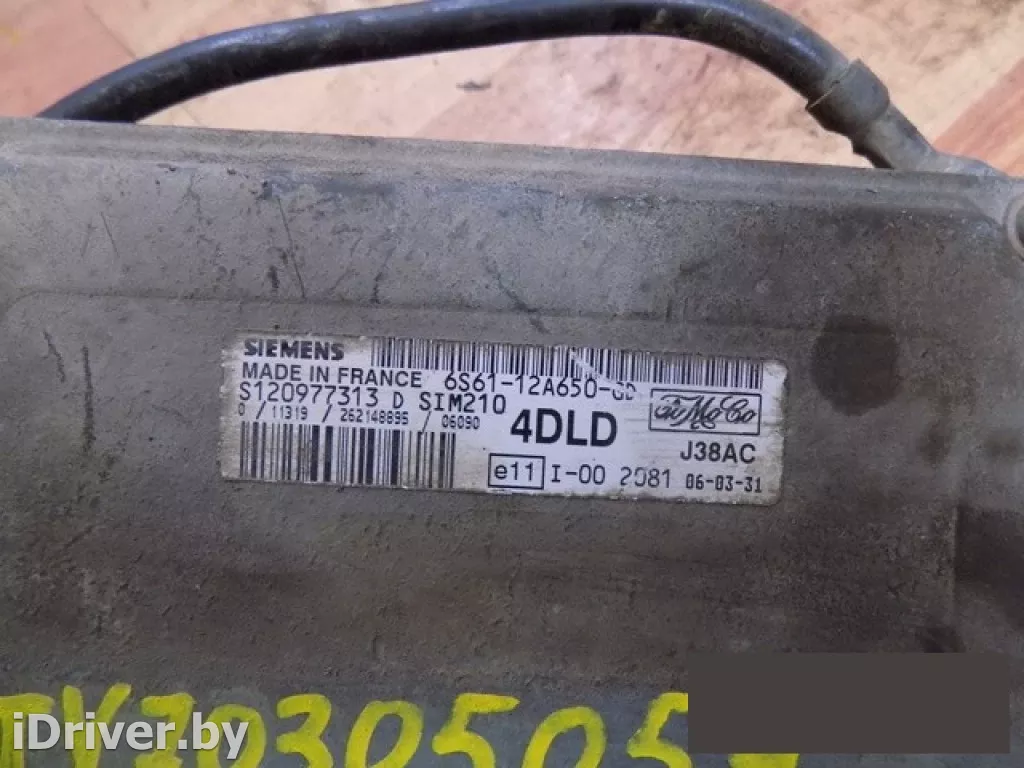 SIEMENS
MADE IN FRANCE 6S61-12A650-GD
S120977313 D SIM210
0 / 11319 / 262148895 / 06090
4DLD
FoMoCo
J38AC
e11 I-00 2081 06-03-31
iDriver.by